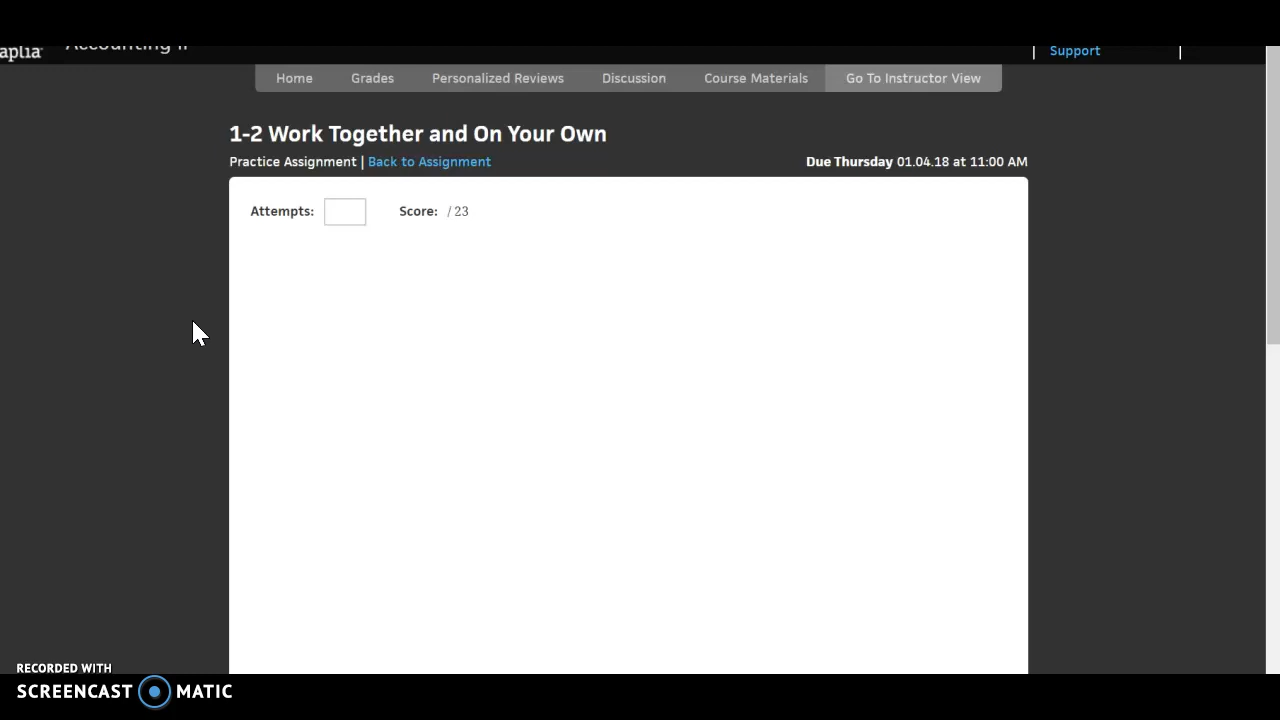 aplia
Support
Home Grades Personalized Reviews Discussion Course Materials Go To Instructor View
1-2 Work Together and On Your Own
Practice Assignment | Back to Assignment Due Thursday 01.04.18 at 11:00 AM
Attempts: Score: / 23
RECORDED WITH
SCREENCAST MATIC